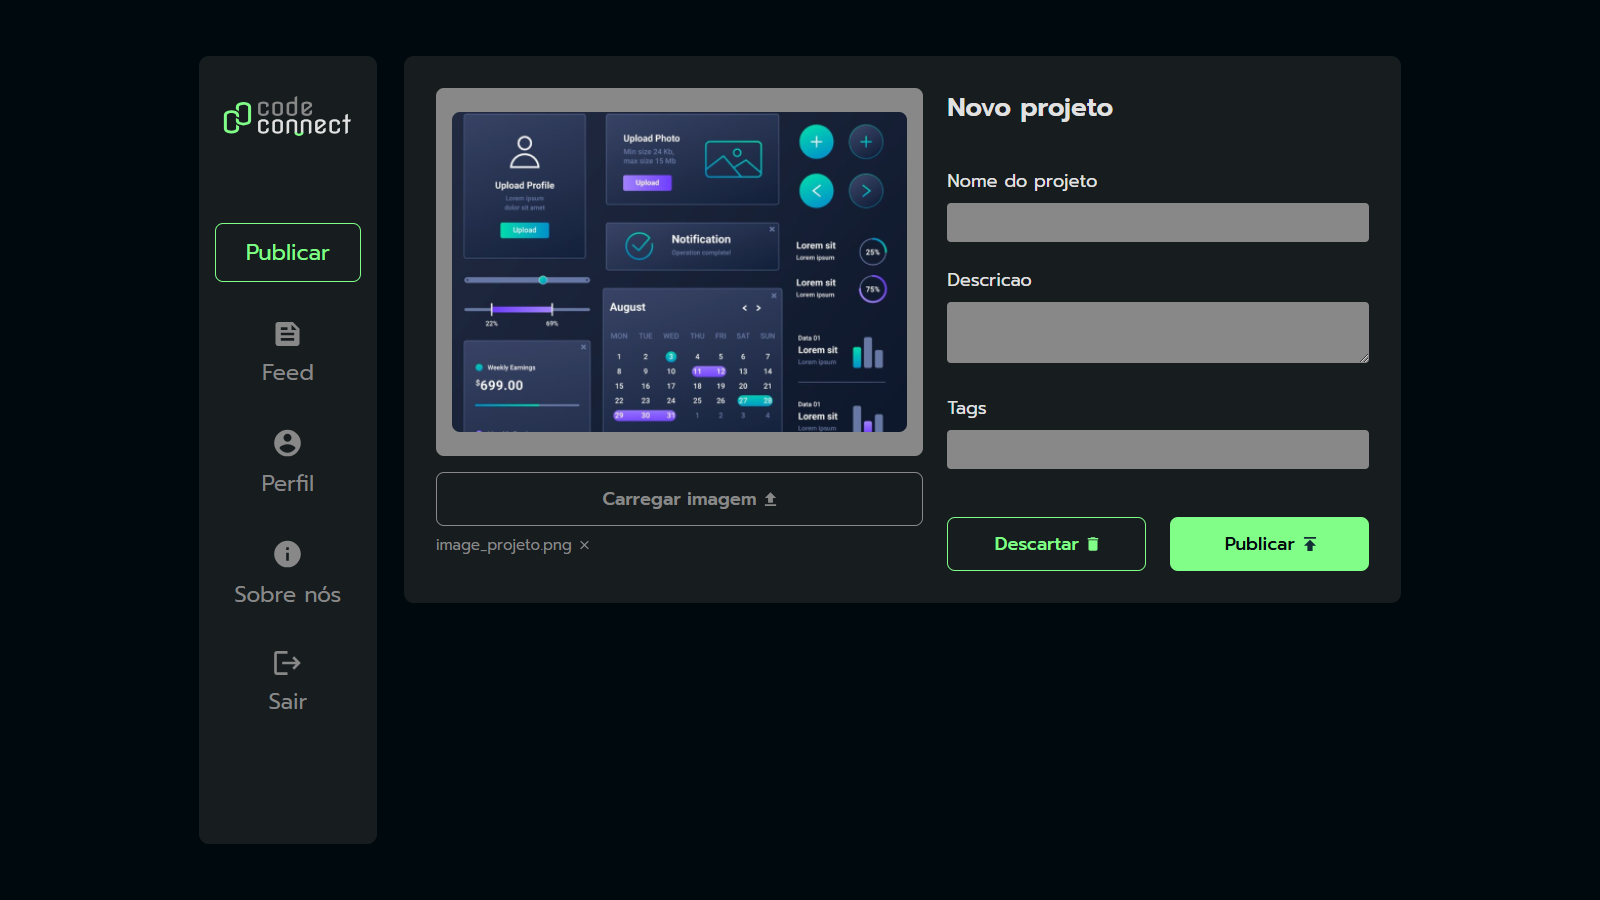 code
connect
Publicar
Feed
Perfil
Sobre nós
Sair
Upload Profile
Lorem ipsum
dolor sit amet
Upload
Upload Photo
Min size 24 Kb,
max size 15 Mb
Upload
Notification
Operation complete!
Lorem sit
Lorem ipsum
25%
Lorem sit
Lorem ipsum
75%
22% 69%
Weekly Earnings
$699.00
August < >
MON TUE WED THU FRI SAT SUN
1 2 3 4 5 6 7
8 9 10 11 12 13 14
15 16 17 18 19 20 21
22 23 24 25 26 27 28
29 30 31 1 2 3 4
Data 01
Lorem sit
Lorem ipsum
Data 01
Lorem sit
Lorem ipsum
Carregar imagem
image_projeto.png ×
Novo projeto
Nome do projeto
Descricao
Tags
Descartar
Publicar